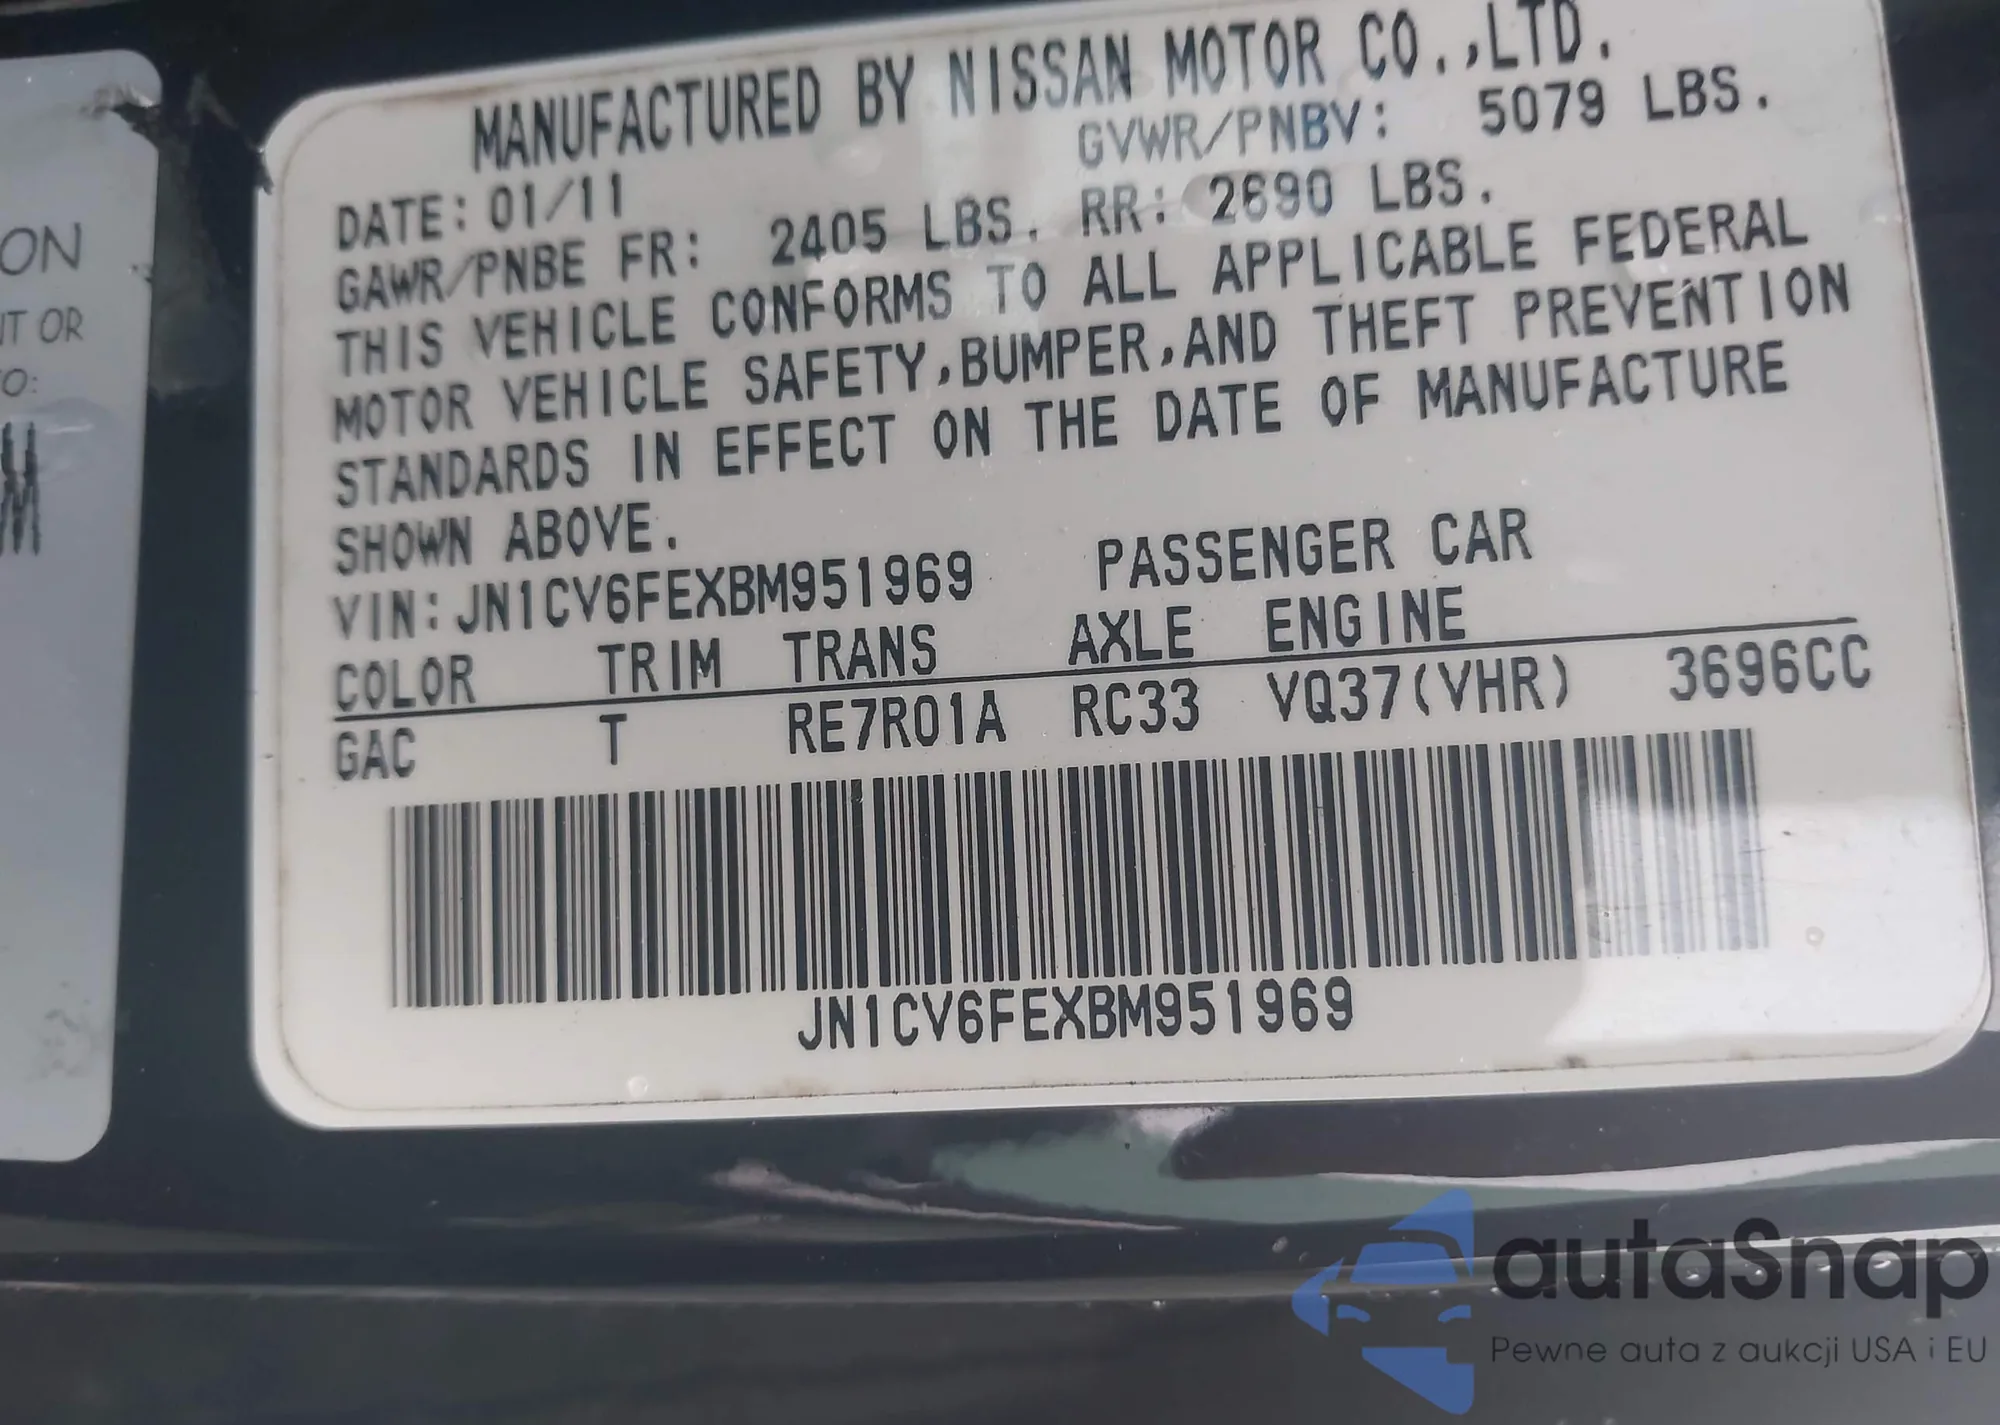 MANUFACTURED BY NISSAN MOTOR CO.,LTD.
DATE: 01/11 GVWR/PNBV: 5079 LBS.
GAWR/PNBE FR: 2405 LBS. RR: 2690 LBS.
THIS VEHICLE CONFORMS TO ALL APPLICABLE FEDERAL
MOTOR VEHICLE SAFETY,BUMPER,AND THEFT PREVENTION
STANDARDS IN EFFECT ON THE DATE OF MANUFACTURE
SHOWN ABOVE.
VIN:JN1CV6FEXBM951969 PASSENGER CAR
COLOR TRIM TRANS AXLE ENGINE
GAC T RE7R01A RC33 VQ37(VHR) 3696CC
JN1CV6FEXBM951969
ON
NT OR
O:
M
autaSnap
Pewne auta z aukcji USA i EU